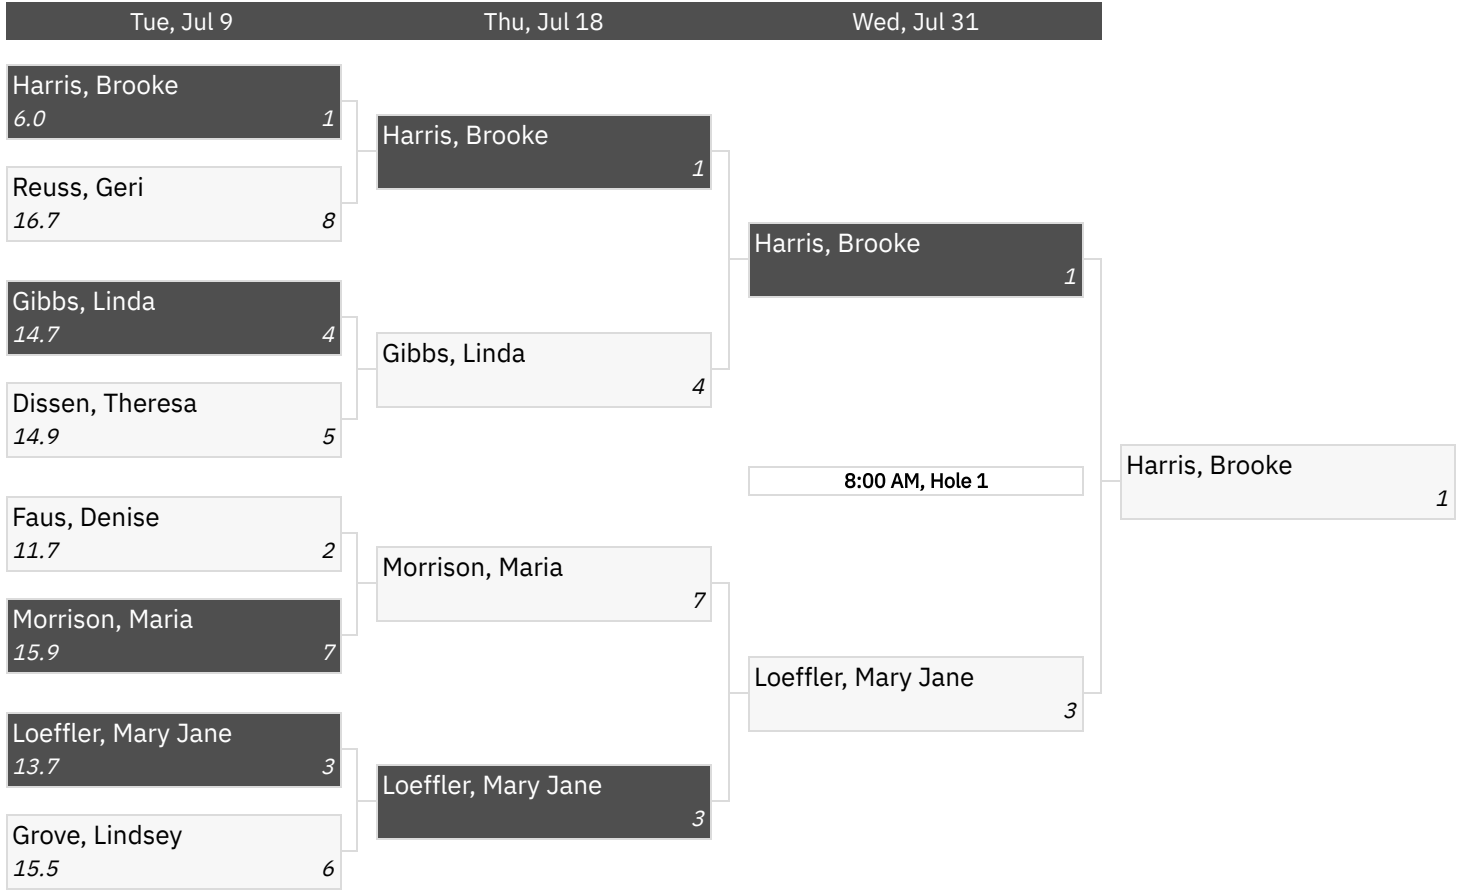 Tue, Jul 9
Thu, Jul 18
Wed, Jul 31
Harris, Brooke
6.0 1
Reuss, Geri
16.7 8
Gibbs, Linda
14.7 4
Dissen, Theresa
14.9 5
Faus, Denise
11.7 2
Morrison, Maria
15.9 7
Loeffler, Mary Jane
13.7 3
Grove, Lindsey
15.5 6
Harris, Brooke
1
Gibbs, Linda
4
Morrison, Maria
7
Loeffler, Mary Jane
3
Harris, Brooke
1
8:00 AM, Hole 1
Loeffler, Mary Jane
3
Harris, Brooke
1